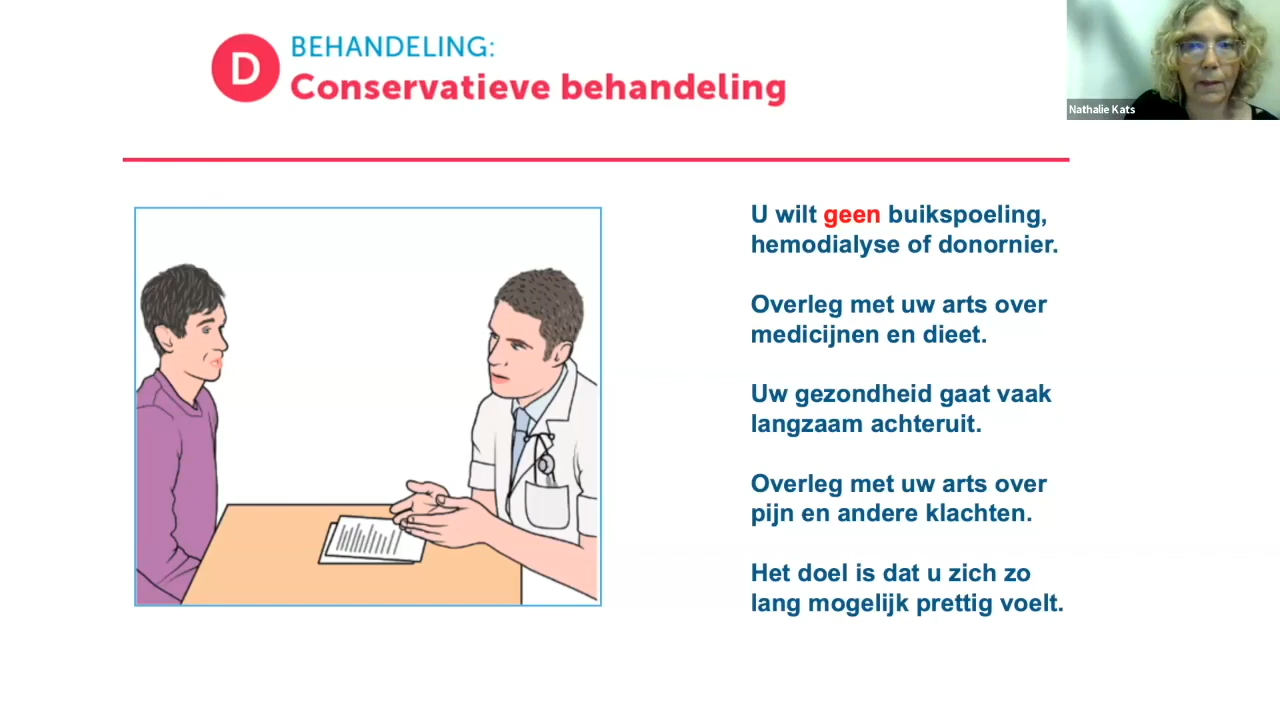 D
BEHANDELING:
Conservatieve behandeling
Nathalie Kats
U wilt geen buikspoeling,
hemodialyse of donornier.
Overleg met uw arts over
medicijnen en dieet.
Uw gezondheid gaat vaak
langzaam achteruit.
Overleg met uw arts over
pijn en andere klachten.
Het doel is dat u zich zo
lang mogelijk prettig voelt.